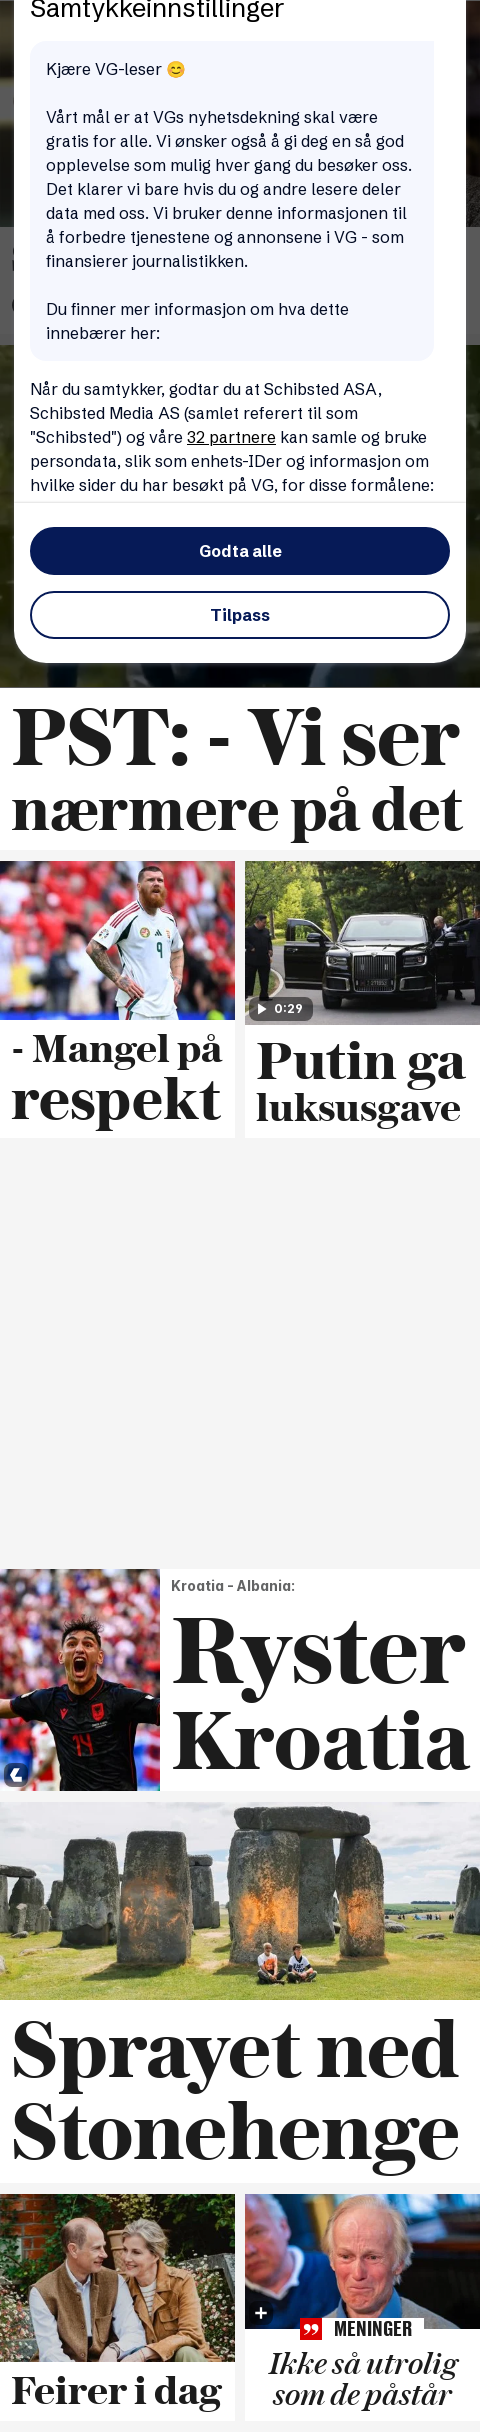 Samtykkeinnstillinger
Kjære VG-leser 😊
Vårt mål er at VGs nyhetsdekning skal være
gratis for alle. Vi ønsker også å gi deg en så god
opplevelse som mulig hver gang du besøker oss.
Det klarer vi bare hvis du og andre lesere deler
data med oss. Vi bruker denne informasjonen til
å forbedre tjenestene og annonsene i VG - som
finansierer journalistikken.
Du finner mer informasjon om hva dette
innebærer her:
Når du samtykker, godtar du at Schibsted ASA,
Schibsted Media AS (samlet referert til som
"Schibsted") og våre 32 partnere kan samle og bruke
persondata, slik som enhets-IDer og informasjon om
hvilke sider du har besøkt på VG, for disse formålene:
Godta alle
Tilpass
PST: - Vi ser
nærmere på det
9
0:29
- Mangel på
respekt
Putin ga
luksusgave
Kroatia - Albania:
Ryster
Kroatia
14
Sprayet ned
Stonehenge
MENINGER
Feirer i dag
Ikke så utrolig
som de påstår